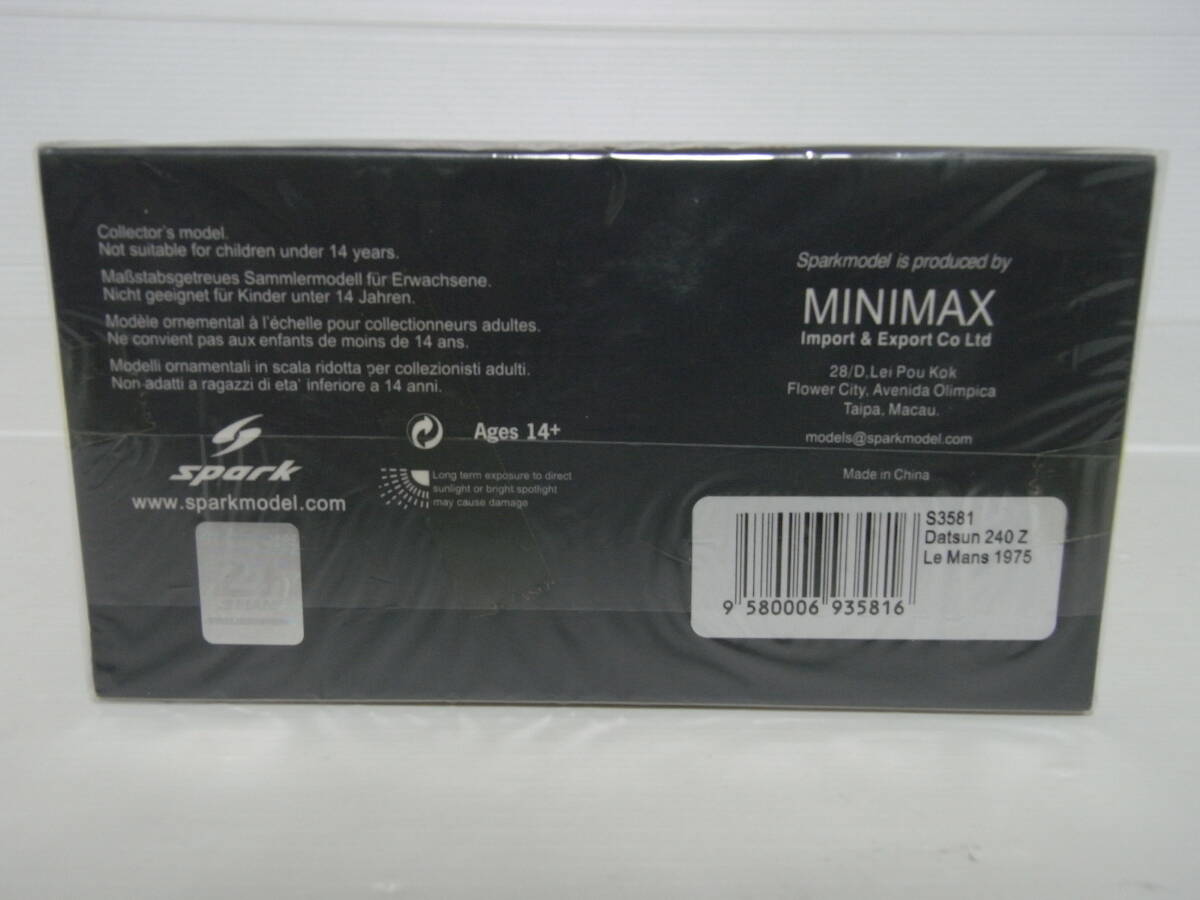 Collector's model.
Not suitable for children under 14 years.
Maßstabsgetreues Sammlermodell für Erwachsene.
Nicht geeignet für Kinder unter 14 Jahren.
Modèle ornemental à l'échelle pour collectionneurs adultes.
Ne convient pas aux enfants de moins de 14 ans.
Modelli ornamentali in scala ridotta per collezionisti adulti.
Non adatti a ragazzi di eta' inferiore a 14 anni.
Ages 14+
spark
www.sparkmodel.com
Long term exposure to direct
sunlight or bright spotlight
may cause damage
Sparkmodel is produced by
MINIMAX
Import & Export Co Ltd
28/D, Lei Pou Kok
Flower City, Avenida Olimpica
Taipa, Macau.
models@sparkmodel.com
Made in China
S3581
Datsun 240 Z
Le Mans 1975
9 580006 935816